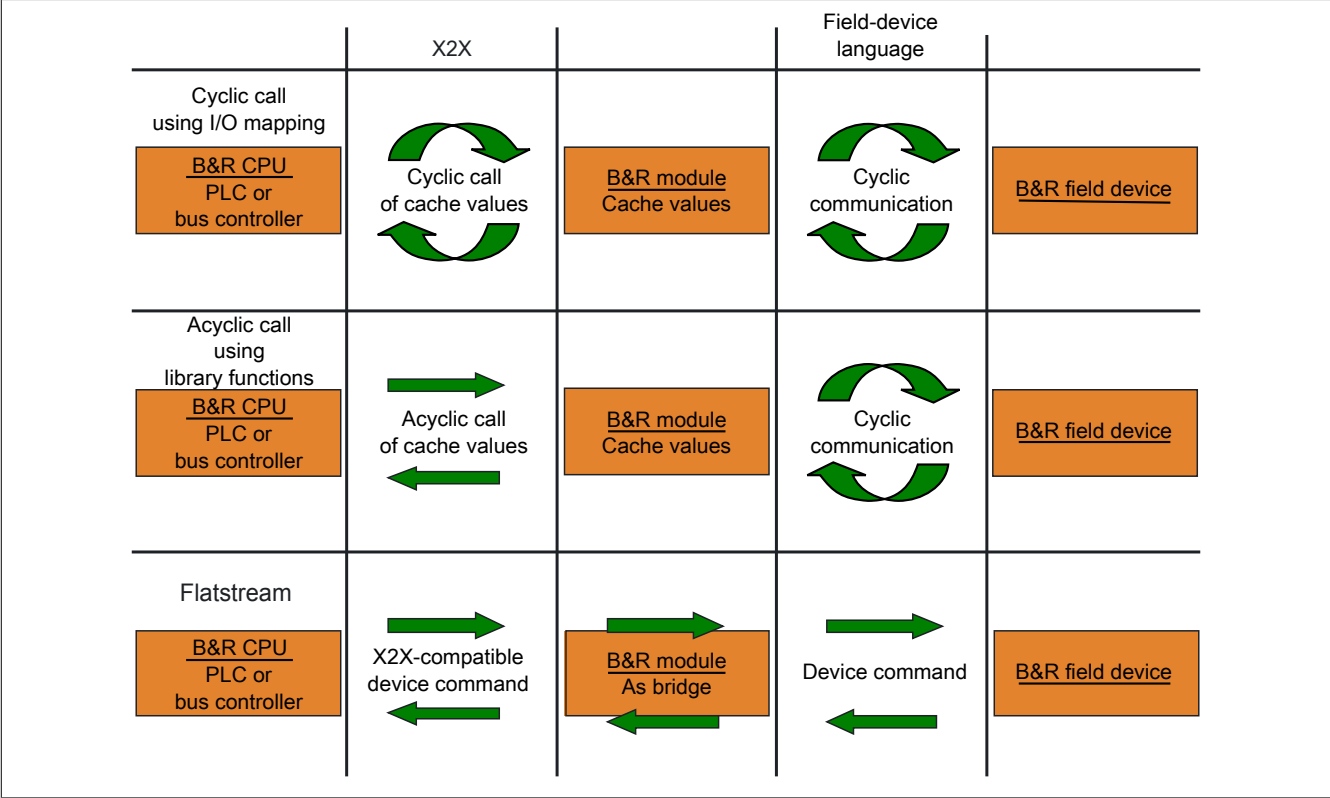 X2X
Field-device
language
Cyclic call
using I/O mapping
B&R CPU
PLC or
bus controller
Cyclic call
of cache values
B&R module
Cache values
Cyclic
communication
B&R field device
Acyclic call
using
library functions
B&R CPU
PLC or
bus controller
Acyclic call
of cache values
B&R module
Cache values
Cyclic
communication
B&R field device
Flatstream
B&R CPU
PLC or
bus controller
X2X-compatible
device command
B&R module
As bridge
Device command
B&R field device